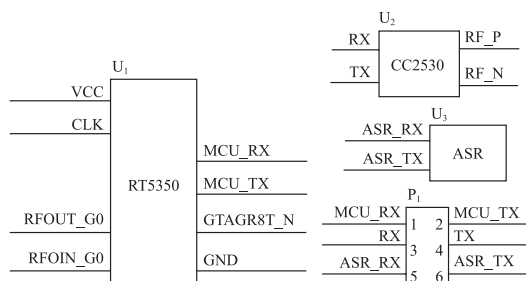 U1
VCC
CLK
RT5350
MCU_RX
MCU_TX
RFOUT_G0
GTAGR8T_N
RFOIN_G0
GND
U2
RX
RF_P
CC2530
TX
RF_N
U3
ASR_RX
ASR
ASR_TX
P1
MCU_RX
1
2
MCU_TX
RX
3
4
TX
ASR_RX
5
6
ASR_TX